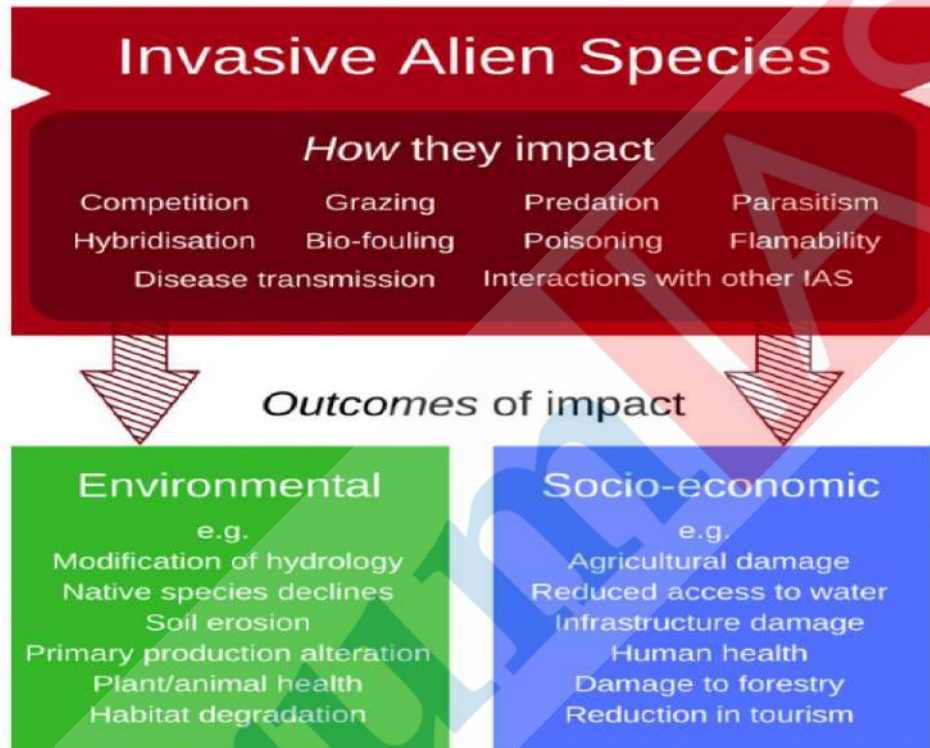 Invasive Alien Species
How they impact
Competition Grazing Predation Parasitism
Hybridisation Bio-fouling Poisoning Flamability
Disease transmission Interactions with other IAS
Outcomes of impact
Environmental
e.g.
Modification of hydrology
Native species declines
Soil erosion
Primary production alteration
Plant/animal health
Habitat degradation
Socio-economic
e.g.
Agricultural damage
Reduced access to water
Infrastructure damage
Human health
Damage to forestry
Reduction in tourism